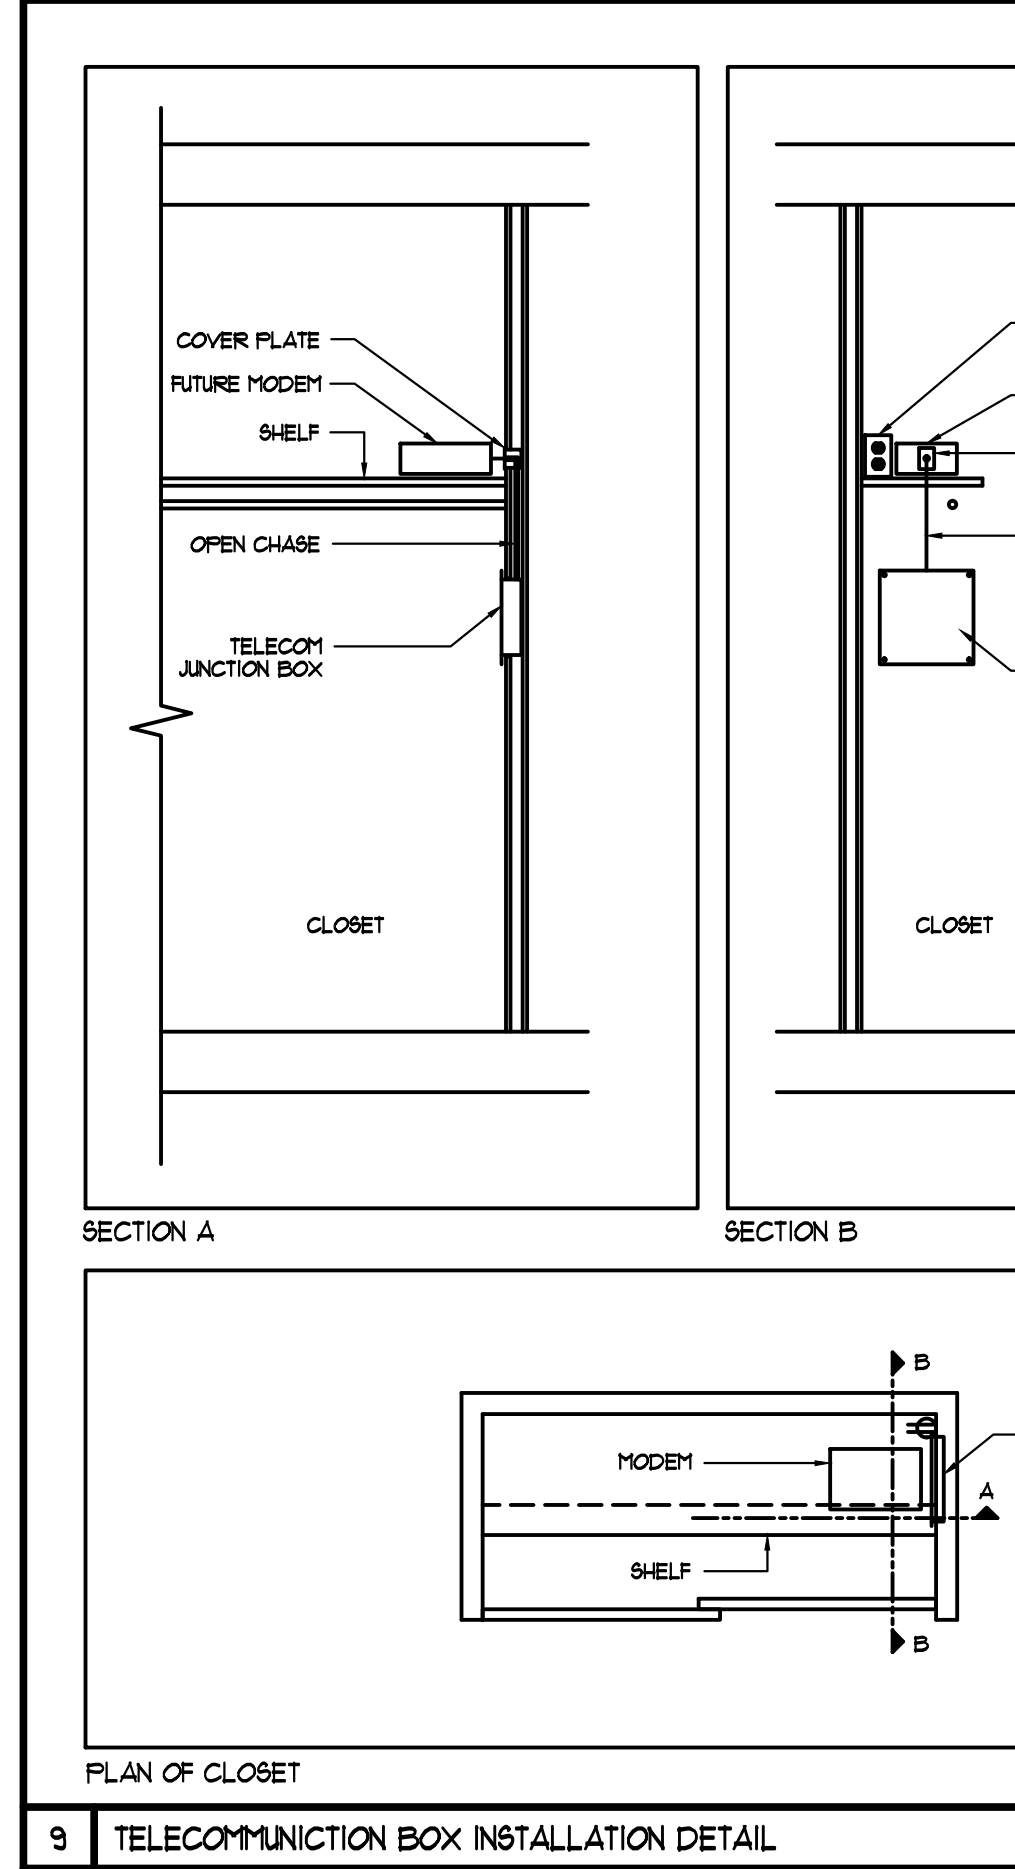 COVER PLATE
FUTURE MODEM
SHELF
OPEN CHASE
TELECOM
JUNCTION BOX
CLOSET
SECTION A
CLOSET
SECTION B
B
MODEM
A
SHELF
B
PLAN OF CLOSET
9
TELECOMMUNICTION BOX INSTALLATION DETAIL